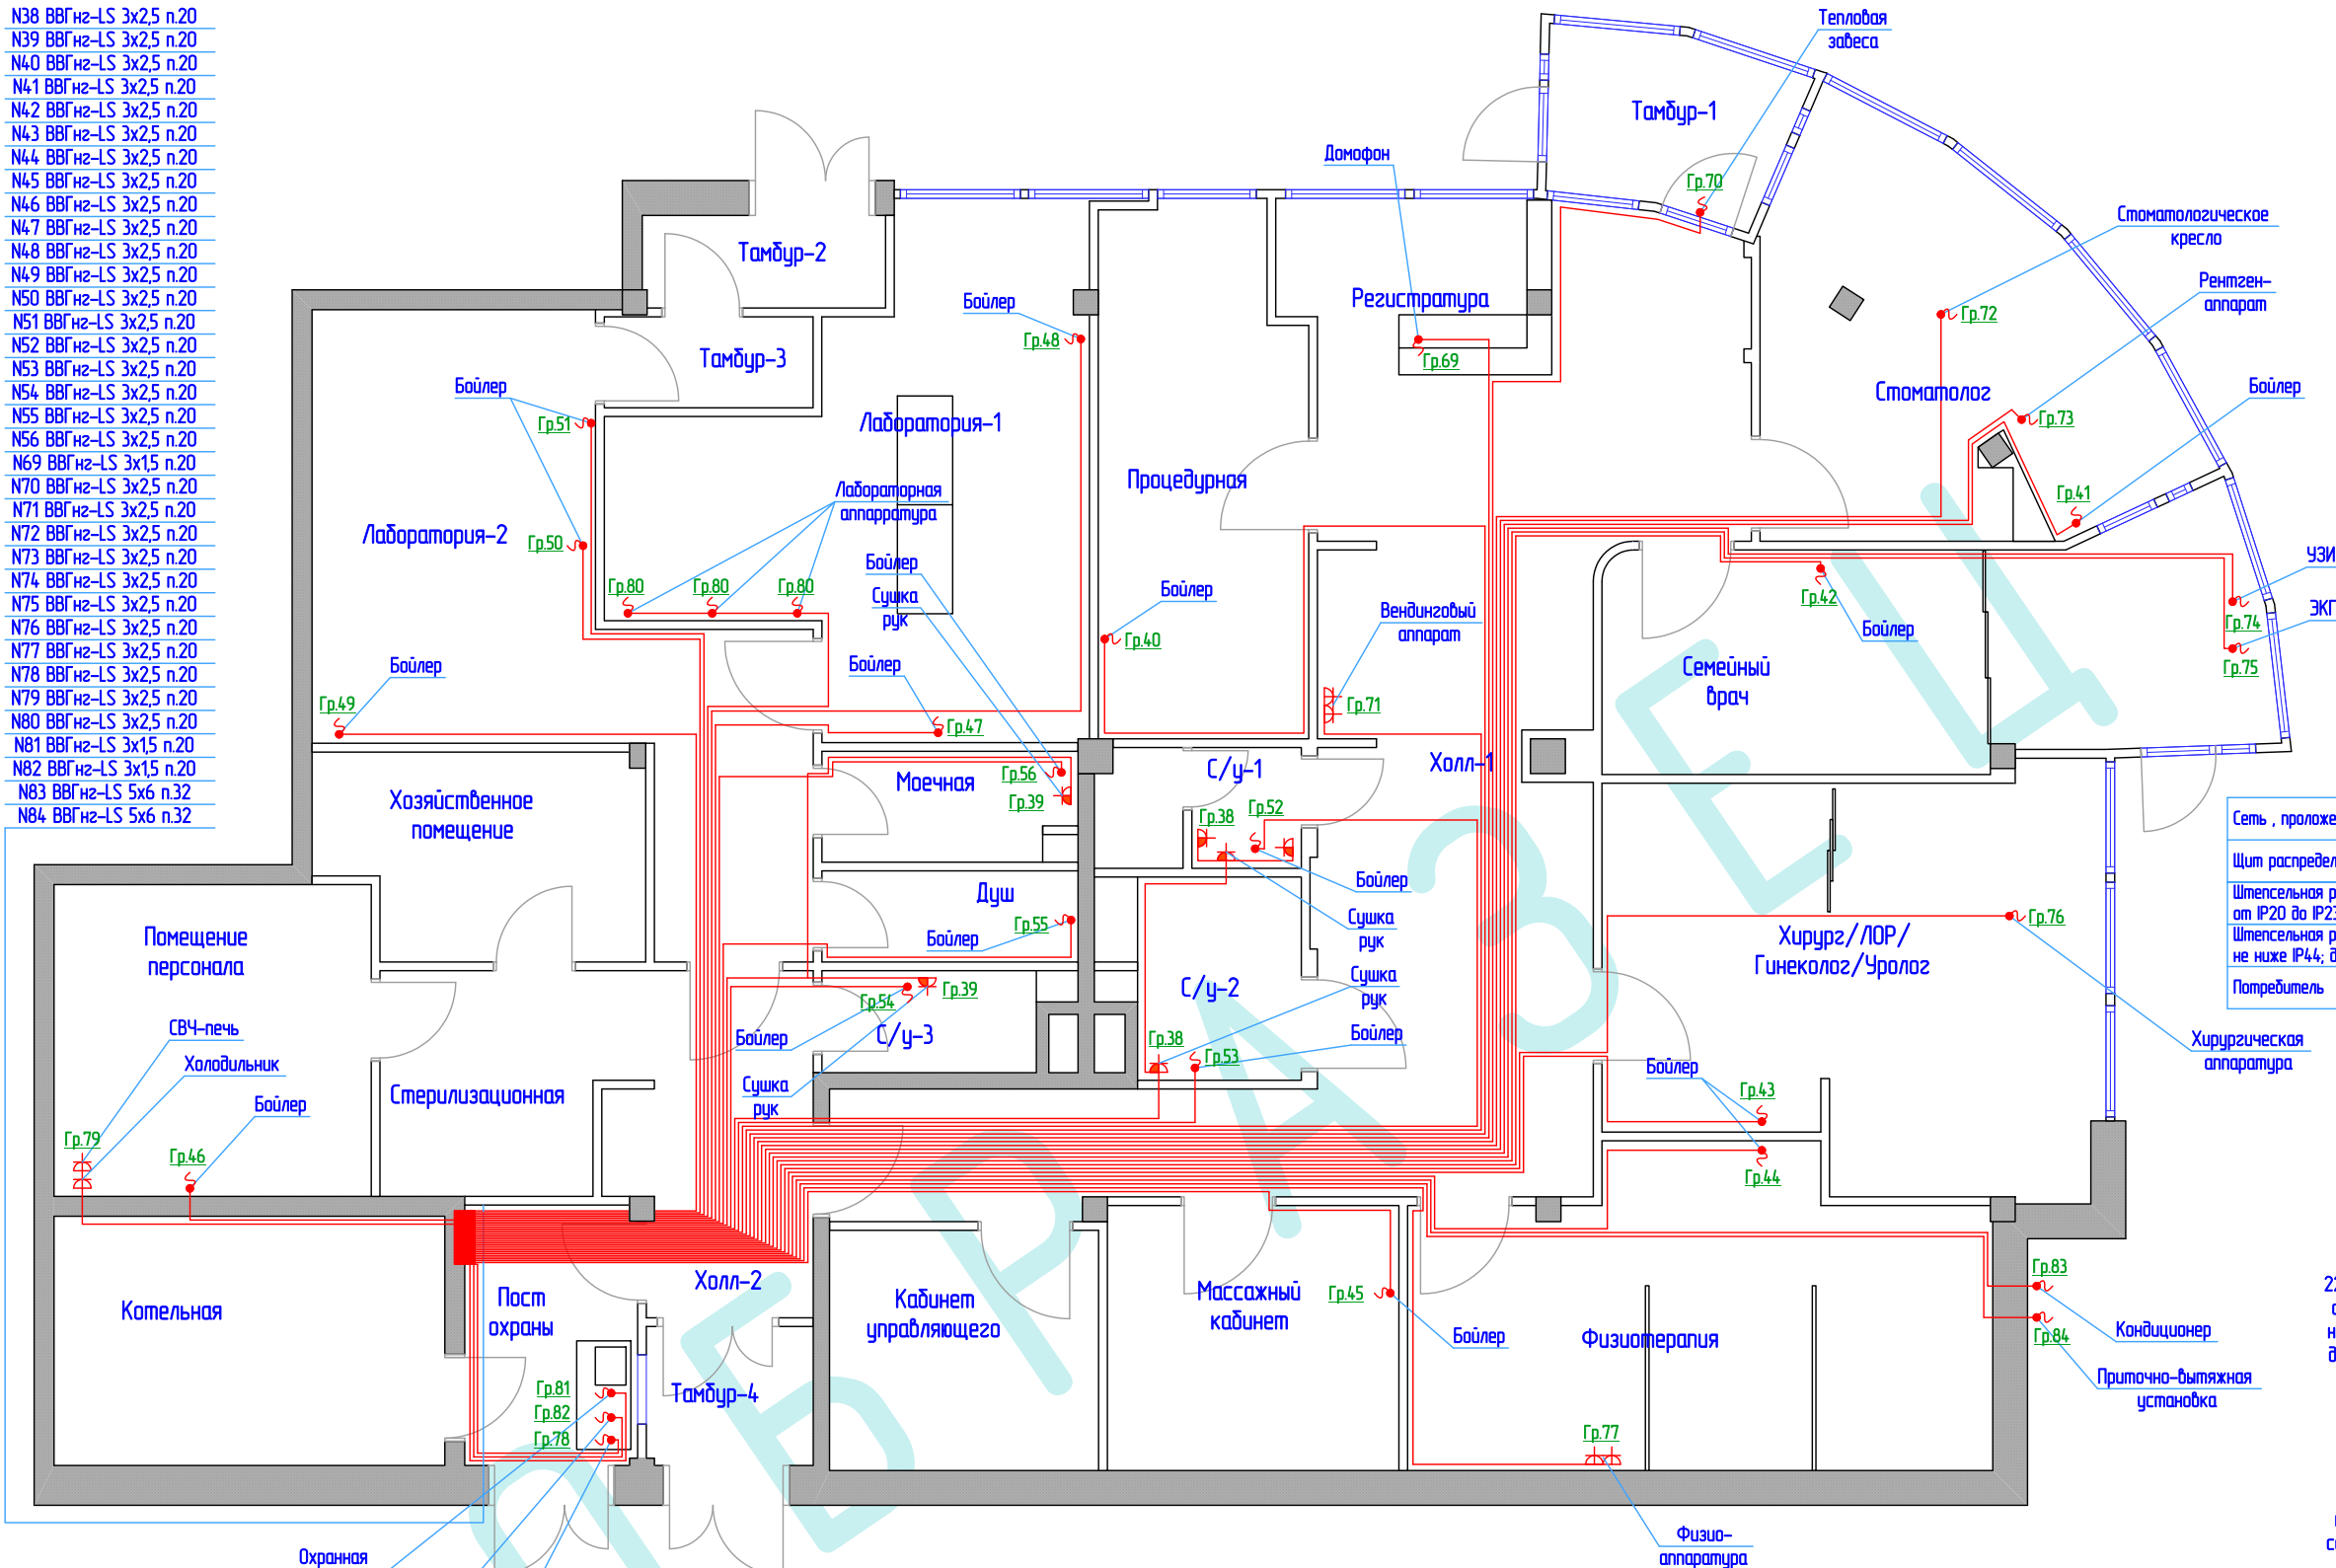 N38 ВВГнг-LS 3х2,5 п.20
N39 ВВГнг-LS 3х2,5 п.20
N40 ВВГнг-LS 3х2,5 п.20
N41 ВВГнг-LS 3х2,5 п.20
N42 ВВГнг-LS 3х2,5 п.20
N43 ВВГнг-LS 3х2,5 п.20
N44 ВВГнг-LS 3х2,5 п.20
N45 ВВГнг-LS 3х2,5 п.20
N46 ВВГнг-LS 3х2,5 п.20
N47 ВВГнг-LS 3х2,5 п.20
N48 ВВГнг-LS 3х2,5 п.20
N49 ВВГнг-LS 3х2,5 п.20
N50 ВВГнг-LS 3х2,5 п.20
N51 ВВГнг-LS 3х2,5 п.20
N52 ВВГнг-LS 3х2,5 п.20
N53 ВВГнг-LS 3х2,5 п.20
N54 ВВГнг-LS 3х2,5 п.20
N55 ВВГнг-LS 3х2,5 п.20
N56 ВВГнг-LS 3х2,5 п.20
N69 ВВГнг-LS 3х1,5 п.20
N70 ВВГнг-LS 3х2,5 п.20
N71 ВВГнг-LS 3х2,5 п.20
N72 ВВГнг-LS 3х2,5 п.20
N73 ВВГнг-LS 3х2,5 п.20
N74 ВВГнг-LS 3х2,5 п.20
N75 ВВГнг-LS 3х2,5 п.20
N76 ВВГнг-LS 3х2,5 п.20
N77 ВВГнг-LS 3х2,5 п.20
N78 ВВГнг-LS 3х2,5 п.20
N79 ВВГнг-LS 3х2,5 п.20
N80 ВВГнг-LS 3х2,5 п.20
N81 ВВГнг-LS 3х1,5 п.20
N82 ВВГнг-LS 3х1,5 п.20
N83 ВВГнг-LS 5х6 п.32
N84 ВВГнг-LS 5х6 п.32
Тепловая
завеса
Тамбур-1
Домофон
Гр.70
Стоматологическое
кресло
Тамбур-2
Рентген-
аппарат
Бойлер
Регистратура
Гр.72
Гр.48
Тамбур-3
Гр.69
Бойлер
Стоматолог
Бойлер
Гр.51
Лаборатория-1
Гр.73
Процедурная
Лабораторная
аппарратура
Гр.41
Лаборатория-2
Гр.50
УЗИ
Бойлер
Гр.80
Гр.80
Гр.80
Сушка
рук
Бойлер
Вендинговый
аппарат
Гр.42
ЭКГ
Гр.74
Бойлер
Гр.40
Бойлер
Бойлер
Семейный
врач
Гр.75
Гр.49
Гр.47
Гр.71
Гр.56
С/у-1
Холл-1
Моечная
Гр.39
Хозяйственное
помещение
Гр.38
Гр.52
Сеть , проложе
Щит распредел
Штепсельная р
от IP20 до IP23
Штепсельная р
не ниже IP44; д
Потребитель
Бойлер
Душ
Гр.55
Бойлер
Сушка
рук
Гр.76
Помещение
персонала
Хирург/ЛОР/
Гинеколог/Уролог
Сушка
рук
С/у-2
Гр.39
Гр.54
СВЧ-печь
Бойлер
С/у-3
Бойлер
Хирургическая
аппаратура
Холодильник
Гр.38
Гр.53
Бойлер
Сушка
рук
Стерилизационная
Бойлер
Гр.43
Гр.79
Гр.46
Гр.44
Холл-2
Гр.83
Котельная
Пост
охраны
Кабинет
управляющего
Массажный
кабинет
Гр.45
Бойлер
Физиотерапия
Гр.84
Кондиционер
Гр.81
Гр.82
Гр.78
Тамбур-4
Приточно-вытяжная
установка
Гр.77
Охранная
Физио-
аппаратура